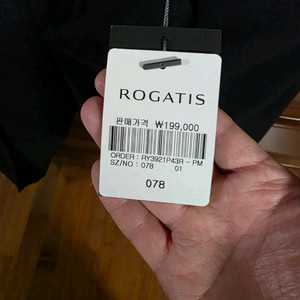 ROGATIS
판매가격 ₩199,000
ORDER: RY3921P43R-PM
SZ/NO: 078 01
078